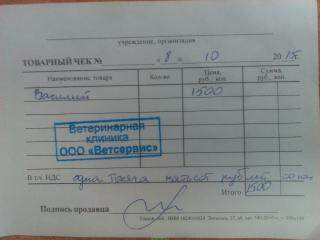 учреждение, организация
ТОВАРНЫЙ ЧЕК № « 8 » 10 20
Наименование товара Кол-во Цена, руб. коп. Сумма, руб. коп.
Василий 1500
Ветеринарная
клиника
ООО «Ветсервис»
В т.ч. НДС одна тысяча пятьсот рублей 00 коп
Итого 1500
Подпись продавца